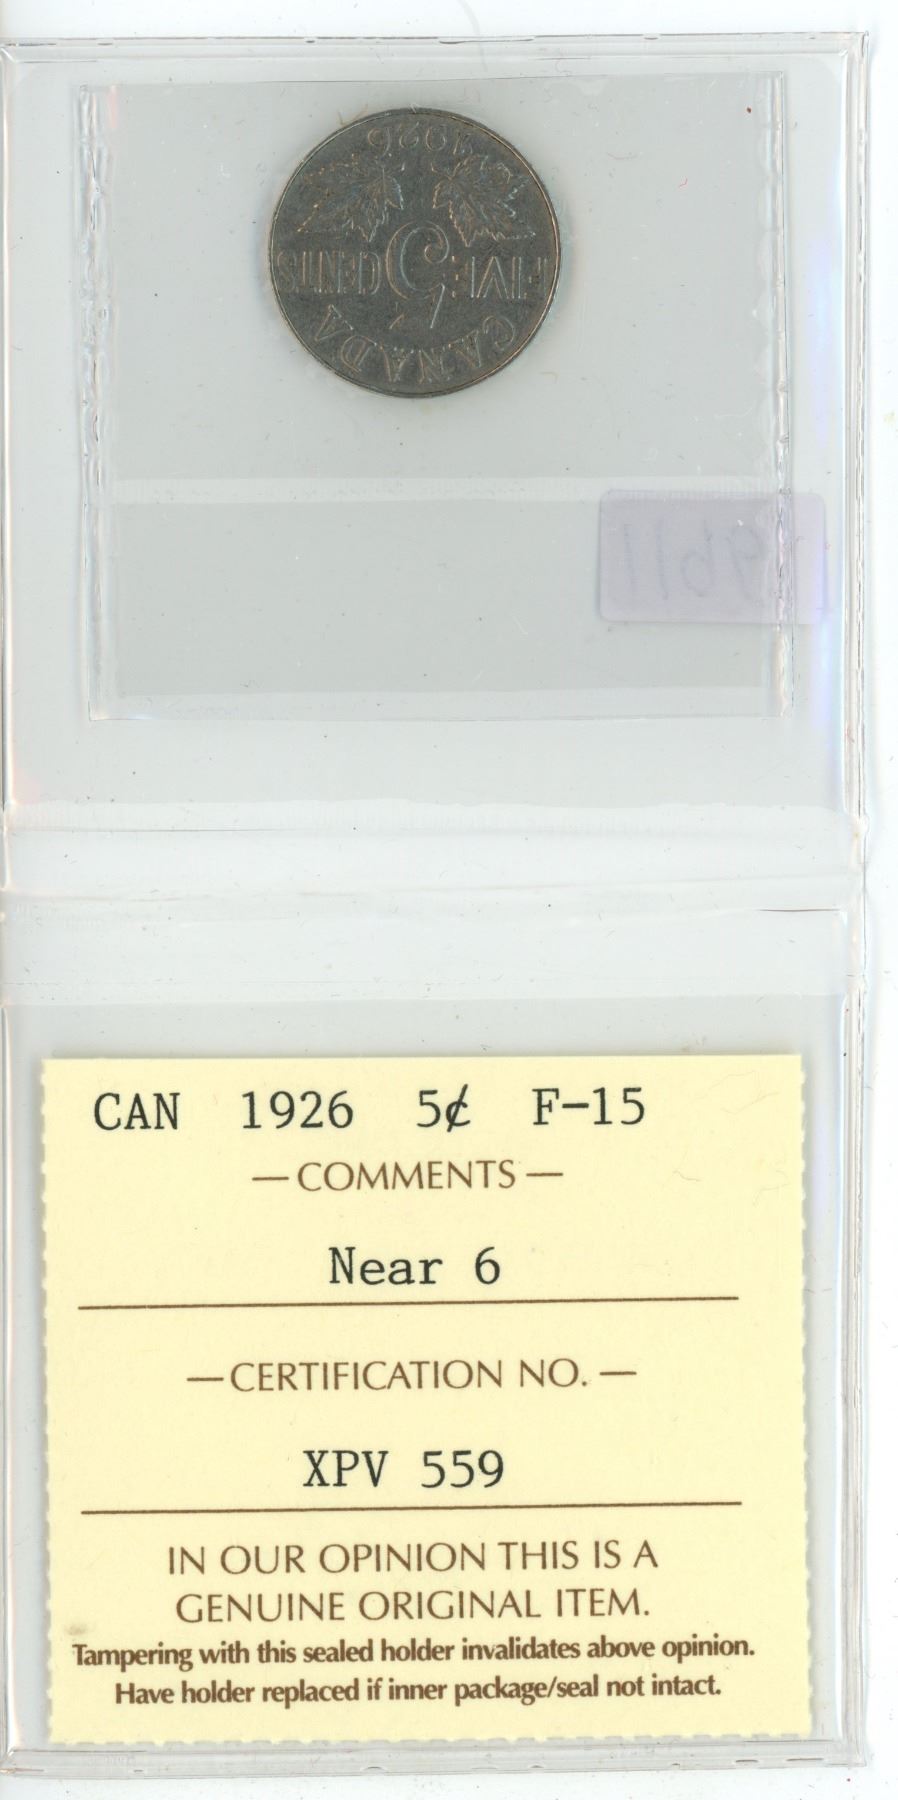 CANADA
FIVE 5 CENTS
1926
CAN 1926 5¢ F-15
— COMMENTS —
Near 6
— CERTIFICATION NO. —
XPV 559
IN OUR OPINION THIS IS A
GENUINE ORIGINAL ITEM.
Tampering with this sealed holder invalidates above opinion.
Have holder replaced if inner package/seal not intact.